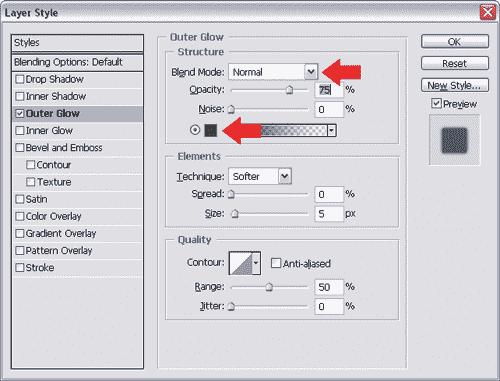 Layer Style
Styles
Blending Options: Default
Drop Shadow
Inner Shadow
Outer Glow
Inner Glow
Bevel and Emboss
Contour
Texture
Satin
Color Overlay
Gradient Overlay
Pattern Overlay
Stroke
Outer Glow
Structure
Blend Mode: Normal
Opacity: 75 %
Noise: 0 %
Elements
Technique: Softer
Spread: 0 %
Size: 5 px
Quality
Contour: Anti-aliased
Range: 50 %
Jitter: 0 %
OK
Reset
New Style...
Preview